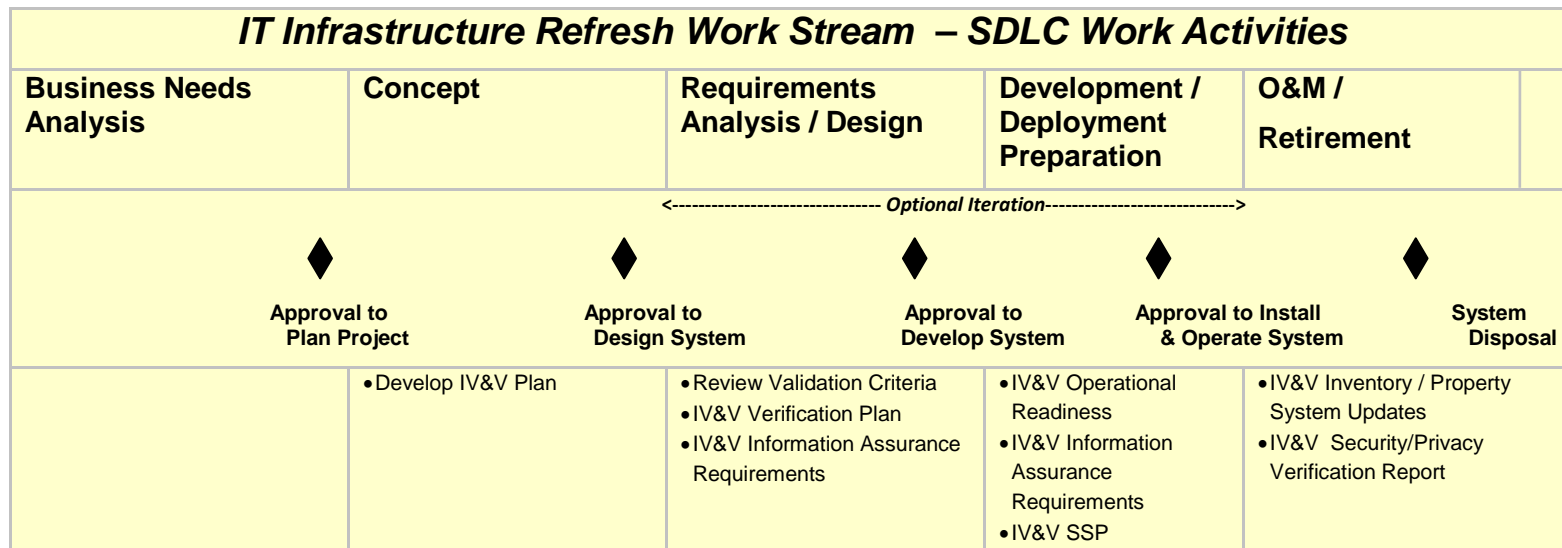 IT Infrastructure Refresh Work Stream – SDLC Work Activities
Business Needs
Analysis
Concept
Requirements
Analysis / Design
Development /
Deployment
Preparation
O&M /
Retirement
<-------------------------------- Optional Iteration----------------------------->
Approval to
Plan Project
Approval to
Design System
Approval to
Develop System
Approval to Install
& Operate System
System
Disposal
•Develop IV&V Plan
•Review Validation Criteria
•IV&V Verification Plan
•IV&V Information Assurance
Requirements
•IV&V Operational
Readiness
•IV&V Information
Assurance
Requirements
•IV&V SSP
•IV&V Inventory / Property
System Updates
•IV&V Security/Privacy
Verification Report